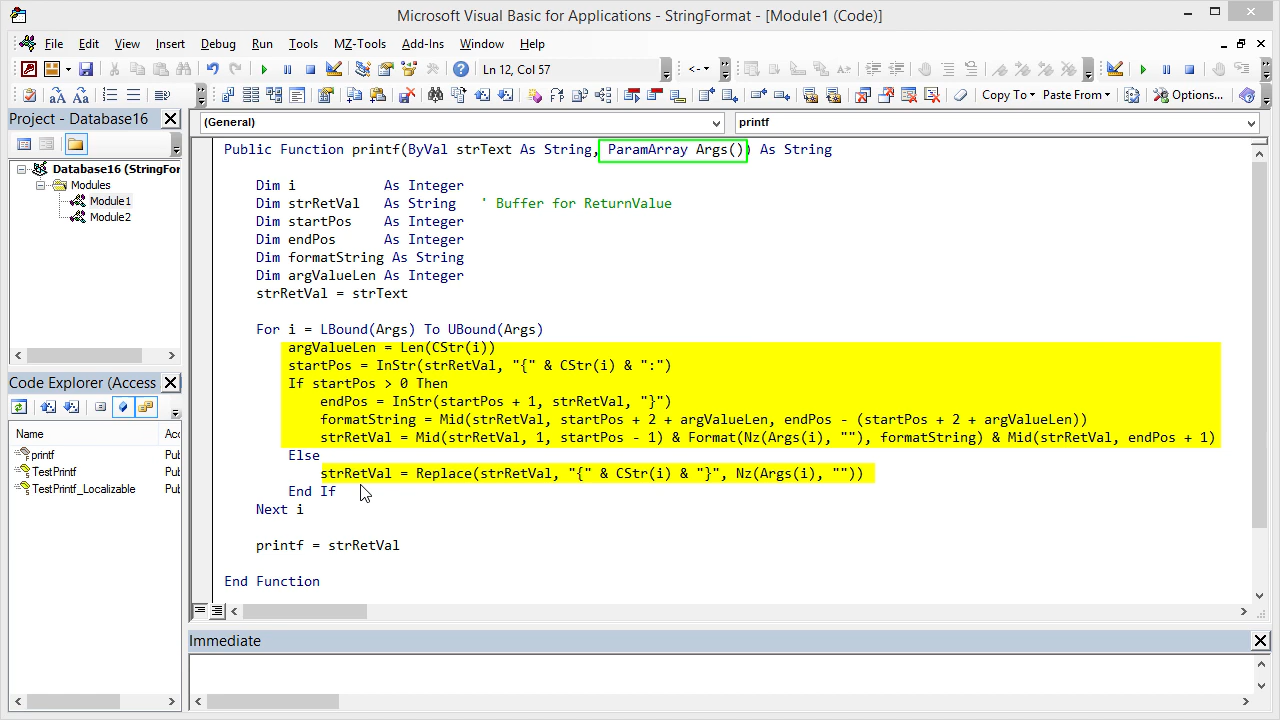 Microsoft Visual Basic for Applications - StringFormat - [Module1 (Code)]
File Edit View Insert Debug Run Tools MZ-Tools Add-Ins Window Help
Ln 12, Col 57
Copy To Paste From Options...
Project - Database16
(General) printf
Database16 (StringFor
Modules
Module1
Module2
Code Explorer (Access
Name Acc
printf Pub
TestPrintf Pub
TestPrintf_Localizable Pub
Public Function printf(ByVal strText As String, ParamArray Args()) As String
Dim i As Integer
Dim strRetVal As String ' Buffer for ReturnValue
Dim startPos As Integer
Dim endPos As Integer
Dim formatString As String
Dim argValueLen As Integer
strRetVal = strText
For i = LBound(Args) To UBound(Args)
argValueLen = Len(CStr(i))
startPos = InStr(strRetVal, "{" & CStr(i) & ":")
If startPos > 0 Then
endPos = InStr(startPos + 1, strRetVal, "}")
formatString = Mid(strRetVal, startPos + 2 + argValueLen, endPos - (startPos + 2 + argValueLen))
strRetVal = Mid(strRetVal, 1, startPos - 1) & Format(Nz(Args(i), ""), formatString) & Mid(strRetVal, endPos + 1)
Else
strRetVal = Replace(strRetVal, "{" & CStr(i) & "}", Nz(Args(i), ""))
End If
Next i
printf = strRetVal
End Function
Immediate